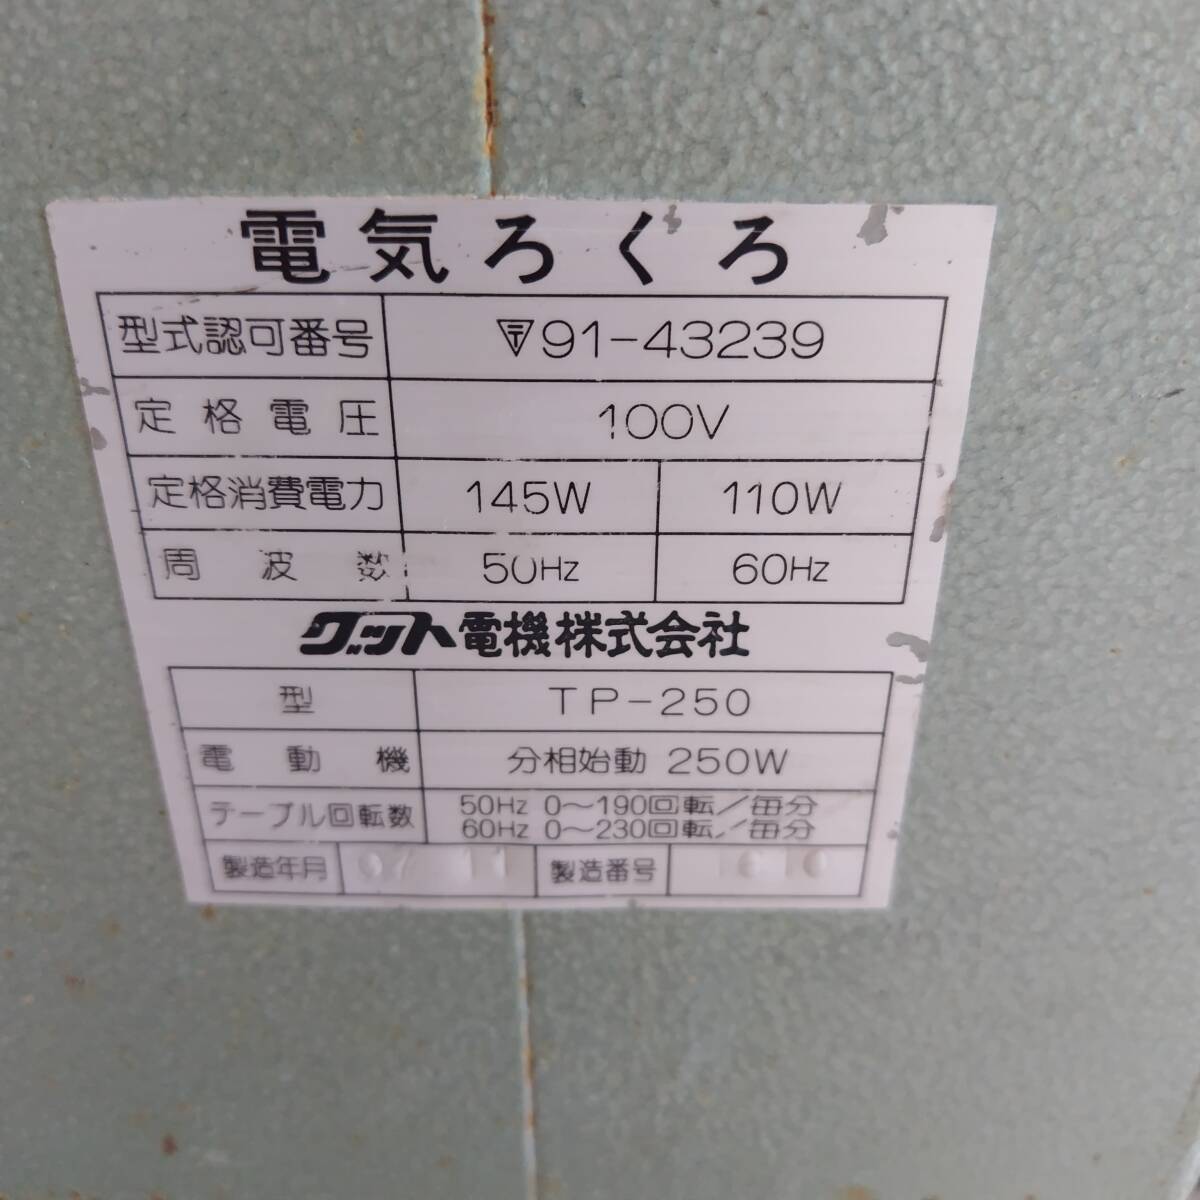 電気ろくろ
型式認可番号 91-43239
定格電圧 100V
定格消費電力 145W 110W
周波数 50Hz 60Hz
グット電機株式会社
型 TP-250
電動機 分相始動 250W
テーブル回転数 50Hz 0〜190回転/毎分
60Hz 0〜230回転/毎分
製造年月 07 11 製造番号